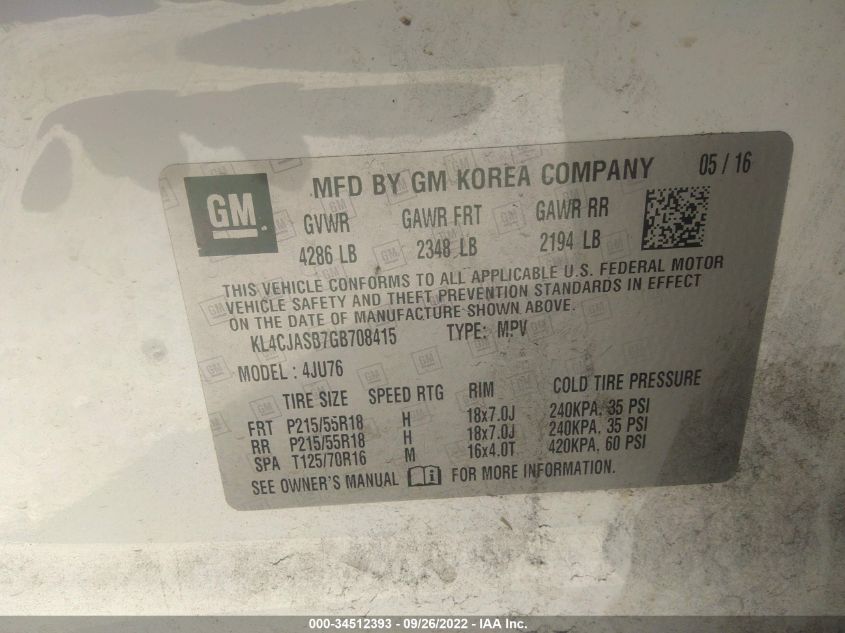 GM
MFD BY GM KOREA COMPANY 05 / 16
GVWR GAWR FRT GAWR RR
4286 LB 2348 LB 2194 LB
THIS VEHICLE CONFORMS TO ALL APPLICABLE U.S. FEDERAL MOTOR
VEHICLE SAFETY AND THEFT PREVENTION STANDARDS IN EFFECT
ON THE DATE OF MANUFACTURE SHOWN ABOVE.
KL4CJASB7GB708415 TYPE: MPV
MODEL : 4JU76
TIRE SIZE SPEED RTG RIM COLD TIRE PRESSURE
FRT P215/55R18 H 18x7.0J 240KPA, 35 PSI
RR P215/55R18 H 18x7.0J 240KPA, 35 PSI
SPA T125/70R16 M 16x4.0T 420KPA, 60 PSI
SEE OWNER'S MANUAL FOR MORE INFORMATION.
000-34512393 - 09/26/2022 - IAA Inc.